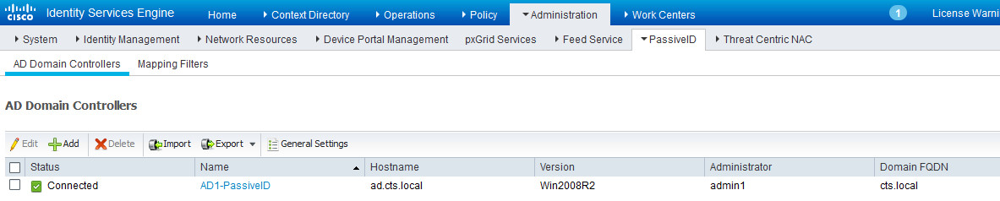 CISCO Identity Services Engine Home Context Directory Operations Policy Administration Work Centers 1 License Warni
System Identity Management Network Resources Device Portal Management pxGrid Services Feed Service PassiveID Threat Centric NAC
AD Domain Controllers Mapping Filters
AD Domain Controllers
Edit Add Delete Import Export General Settings
Status Name Hostname Version Administrator Domain FQDN
Connected AD1-PassiveID ad.cts.local Win2008R2 admin1 cts.local